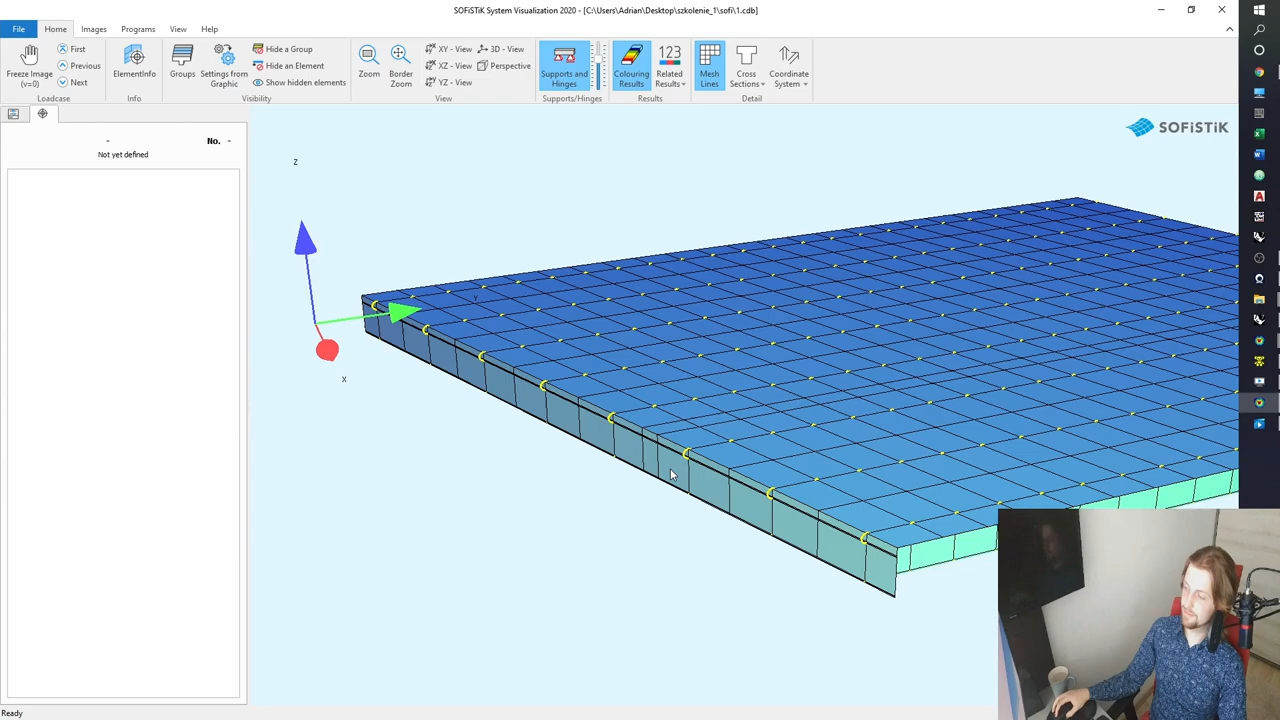 SOFiSTiK System Visualization 2020 - [C:\Users\Adrian\Desktop\szkolenie_1\sofi\1.cdb]
File Home Images Programs View Help
Freeze Image (v=0)
First
Previous
Next
Loadcase
ElementInfo
Info
Groups
Settings from Graphic
Hide a Group
Hide an Element
Show hidden elements
Visibility
Zoom
Border Zoom
XY - View
XZ - View
YZ - View
3D - View
Perspective
View
Supports and Hinges
Supports/Hinges
Colouring Results
123
Related Results
Results
Mesh Lines
Cross Sections
Coordinate System
Detail
- No. -
Not yet defined
SOFiSTiK
Z
Y
X
Ready